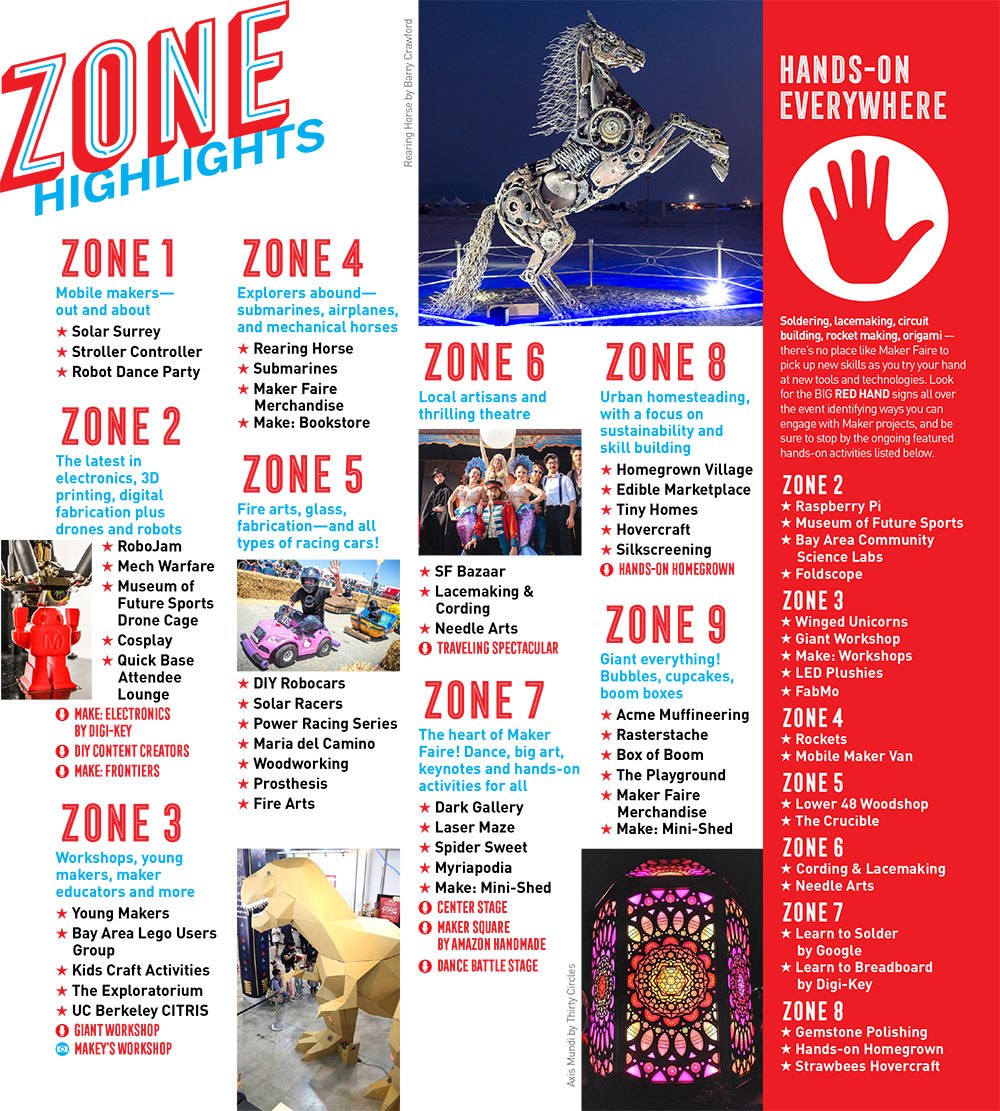 ZONE
HIGHLIGHTS
ZONE 1
Mobile makers—
out and about
★ Solar Surrey
★ Stroller Controller
★ Robot Dance Party
ZONE 2
The latest in
electronics, 3D
printing, digital
fabrication plus
drones and robots
★ RoboJam
★ Mech Warfare
★ Museum of
Future Sports
Drone Cage
★ Cosplay
★ Quick Base
Attendee
Lounge
MAKE: ELECTRONICS
BY DIGI-KEY
DIY CONTENT CREATORS
MAKE: FRONTIERS
M
ZONE 3
Workshops, young
makers, maker
educators and more
★ Young Makers
★ Bay Area Lego Users
Group
★ Kids Craft Activities
★ The Exploratorium
★ UC Berkeley CITRIS
GIANT WORKSHOP
MAKEY'S WORKSHOP
ZONE 4
Explorers abound—
submarines, airplanes,
and mechanical horses
★ Rearing Horse
★ Submarines
★ Maker Faire
Merchandise
★ Make: Bookstore
ZONE 5
Fire arts, glass,
fabrication—and all
types of racing cars!
★ DIY Robocars
★ Solar Racers
★ Power Racing Series
★ Maria del Camino
★ Woodworking
★ Prosthesis
★ Fire Arts
Rearing Horse by Barry Crawford
ZONE 6
Local artisans and
thrilling theatre
★ SF Bazaar
★ Lacemaking &
Cording
★ Needle Arts
TRAVELING SPECTACULAR
ZONE 7
The heart of Maker
Faire! Dance, big art,
keynotes and hands-on
activities for all
★ Dark Gallery
★ Laser Maze
★ Spider Sweet
★ Myriapodia
★ Make: Mini-Shed
CENTER STAGE
MAKER SQUARE
BY AMAZON HANDMADE
DANCE BATTLE STAGE
ZONE 8
Urban homesteading,
with a focus on
sustainability and
skill building
★ Homegrown Village
★ Edible Marketplace
★ Tiny Homes
★ Hovercraft
★ Silkscreening
HANDS-ON HOMEGROWN
ZONE 9
Giant everything!
Bubbles, cupcakes,
boom boxes
★ Acme Muffineering
★ Rasterstache
★ Box of Boom
★ The Playground
★ Maker Faire
Merchandise
★ Make: Mini-Shed
Axis Mundi by Thirty Circles
HANDS-ON
EVERYWHERE
Soldering, lacemaking, circuit
building, rocket making, origami —
there's no place like Maker Faire to
pick up new skills as you try your hand
at new tools and technologies. Look
for the BIG RED HAND signs all over
the event identifying ways you can
engage with Maker projects, and be
sure to stop by the ongoing featured
hands-on activities listed below.
ZONE 2
★ Raspberry Pi
★ Museum of Future Sports
★ Bay Area Community
Science Labs
★ Foldscope
ZONE 3
★ Winged Unicorns
★ Giant Workshop
★ Make: Workshops
★ LED Plushies
★ FabMo
ZONE 4
★ Rockets
★ Mobile Maker Van
ZONE 5
★ Lower 48 Woodshop
★ The Crucible
ZONE 6
★ Cording & Lacemaking
★ Needle Arts
ZONE 7
★ Learn to Solder
by Google
★ Learn to Breadboard
by Digi-Key
ZONE 8
★ Gemstone Polishing
★ Hands-on Homegrown
★ Strawbees Hovercraft